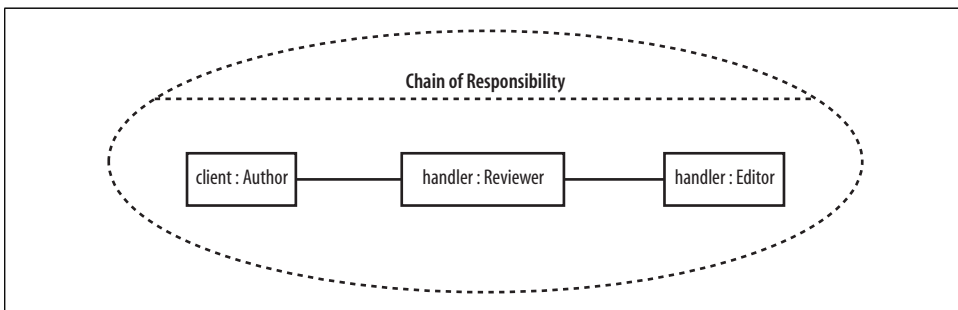 Chain of Responsibility
client : Author
handler : Reviewer
handler : Editor